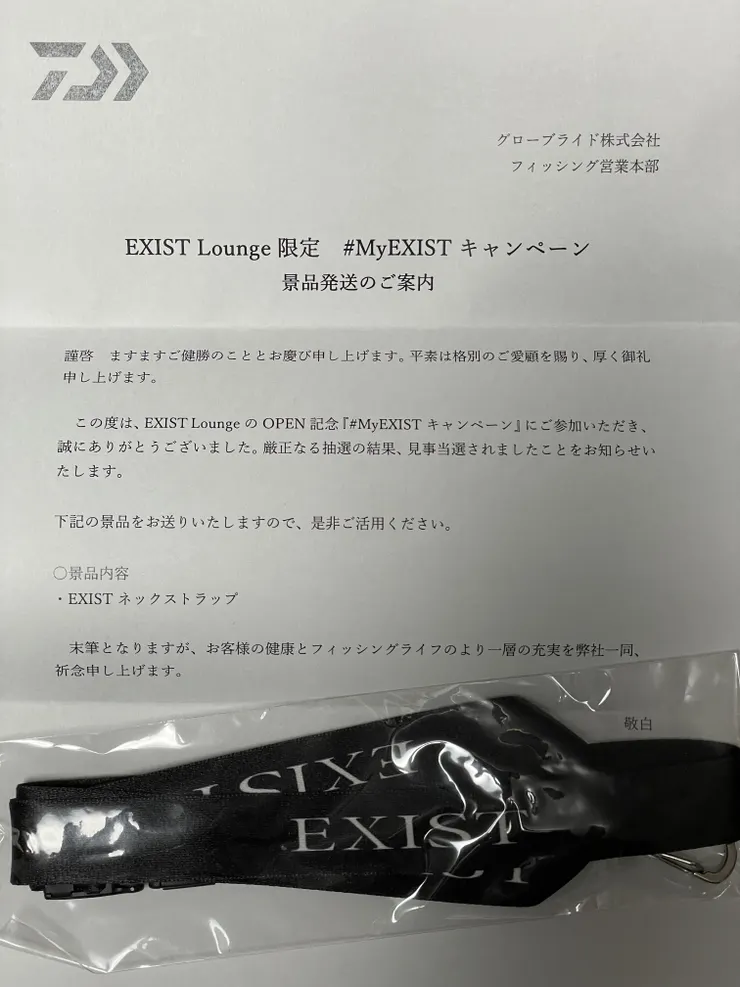 グローブライド株式会社
フィッシング営業本部
EXIST Lounge 限定　#MyEXIST キャンペーン
景品発送のご案内
謹啓　ますますご健勝のこととお慶び申し上げます。平素は格別のご愛顧を賜り、厚く御礼
申し上げます。
この度は、EXIST Lounge の OPEN 記念『#MyEXIST キャンペーン』にご参加いただき、
誠にありがとうございました。厳正なる抽選の結果、見事当選されましたことをお知らせい
たします。
下記の景品をお送りいたしますので、是非ご活用ください。
〇景品内容
・EXIST ネックストラップ
末筆となりますが、お客様の健康とフィッシングライフのより一層の充実を弊社一同、
祈念申し上げます。
敬白
EXIST
EXIST